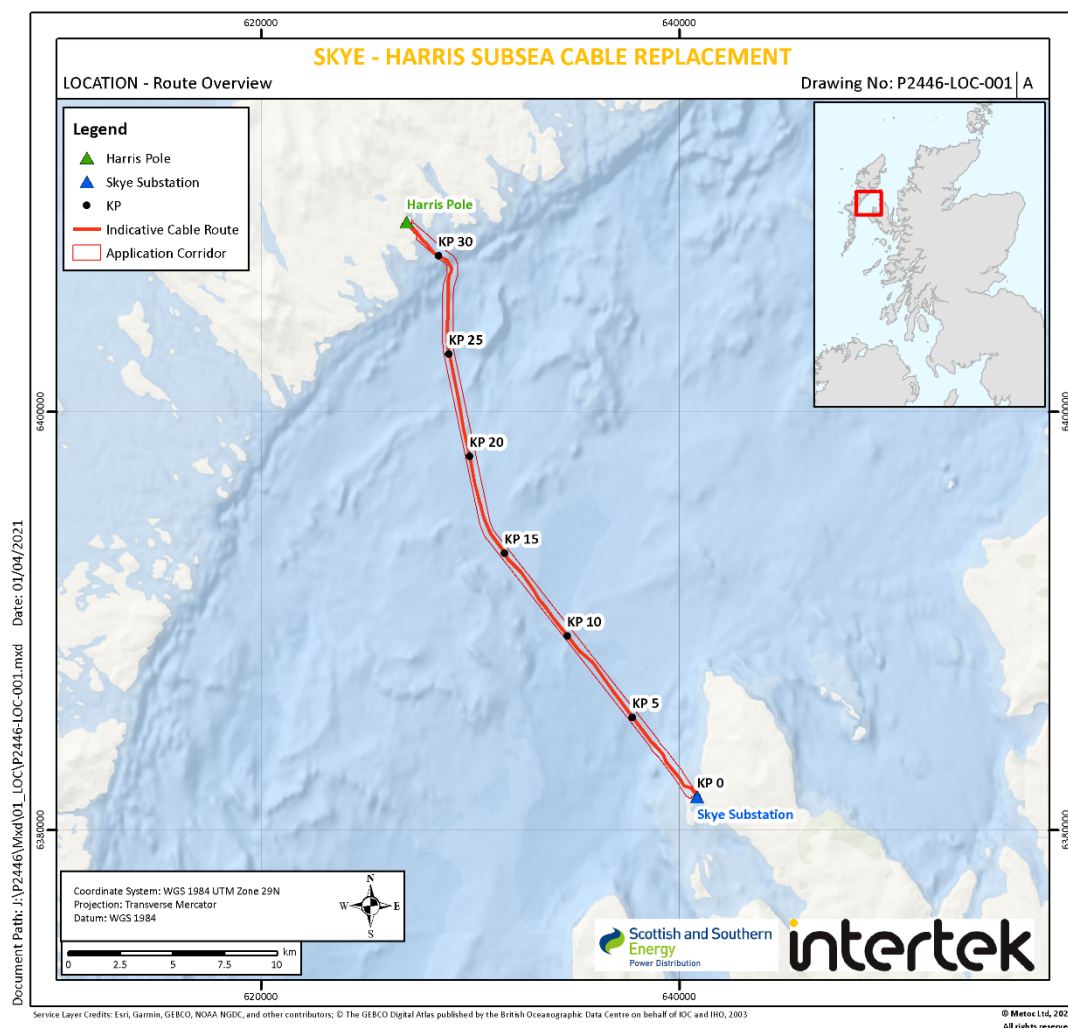 620000
640000
SKYE - HARRIS SUBSEA CABLE REPLACEMENT
LOCATION - Route Overview
Drawing No: P2446-LOC-001
A
Legend
Harris Pole
Skye Substation
KP
Indicative Cable Route
Application Corridor
Harris Pole
KP 30
KP 25
6400000
6400000
KP 20
KP 15
KP 10
KP 5
KP 0
Skye Substation
6380000
6380000
Coordinate System: WGS 1984 UTM Zone 29N
Projection: Transverse Mercator
Datum: WGS 1984
N
W
E
S
km
0
2.5
5
7.5
10
Scottish and Southern
Energy
Power Distribution
intertek
620000
640000
Document Path: J:\P2446\Mxd\01_LOC\P2446-LOC-001.mxd Date: 01/04/2021
Service Layer Credits: Esri, Garmin, GEBCO, NOAA NGDC, and other contributors; © The GEBCO Digital Atlas published by the British Oceanographic Data Centre on behalf of IOC and IHO, 2003
© Metoc Ltd, 202
All rights reserve